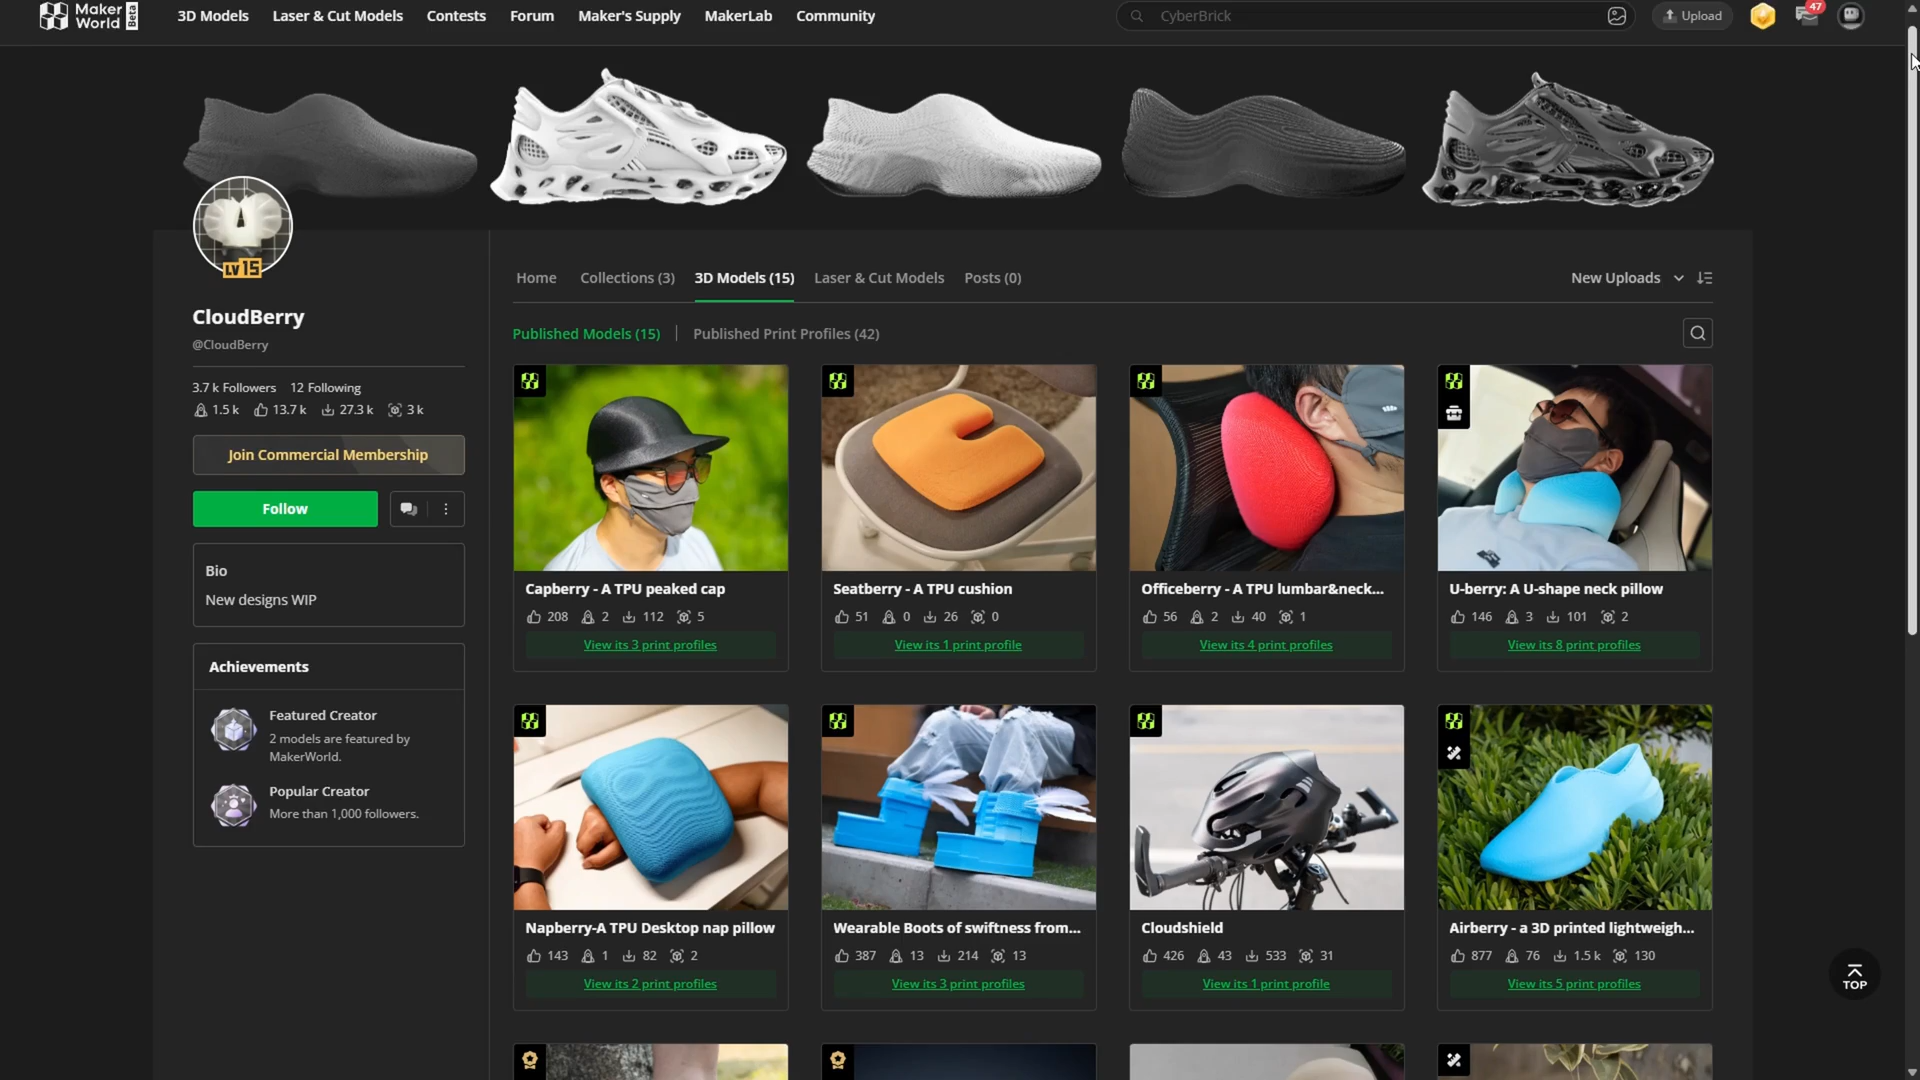 Maker World Beta
3D Models
Laser & Cut Models
Contests
Forum
Maker's Supply
MakerLab
Community
CyberBrick
Upload
47
LV 15
CloudBerry
@CloudBerry
3.7 k Followers 12 Following
1.5 k 13.7 k 27.3 k 3 k
Join Commercial Membership
Follow
Bio
New designs WIP
Achievements
Featured Creator
2 models are featured by
MakerWorld.
Popular Creator
More than 1,000 followers.
Home
Collections (3)
3D Models (15)
Laser & Cut Models
Posts (0)
New Uploads
Published Models (15)
Published Print Profiles (42)
Capberry - A TPU peaked cap
208 2 112 5
View its 3 print profiles
Seatberry - A TPU cushion
51 0 26 0
View its 1 print profile
Officeberry - A TPU lumbar&neck...
56 2 40 1
View its 4 print profiles
U-berry: A U-shape neck pillow
146 3 101 2
View its 8 print profiles
Napberry-A TPU Desktop nap pillow
143 1 82 2
View its 2 print profiles
Wearable Boots of swiftness from...
387 13 214 13
View its 3 print profiles
Cloudshield
426 43 533 31
View its 1 print profile
Airberry - a 3D printed lightweigh...
877 76 1.5 k 130
View its 5 print profiles
TOP